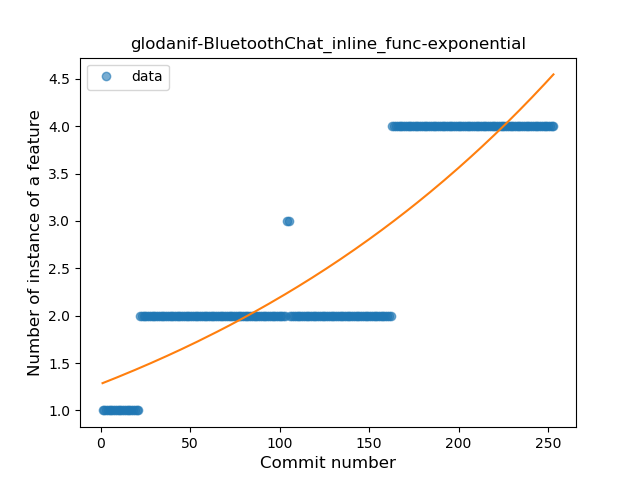 glodanif-BluetoothChat_inline_func-exponential
data
Number of instance of a feature
4.5
4.0
3.5
3.0
2.5
2.0
1.5
1.0
0 50 100 150 200 250
Commit number